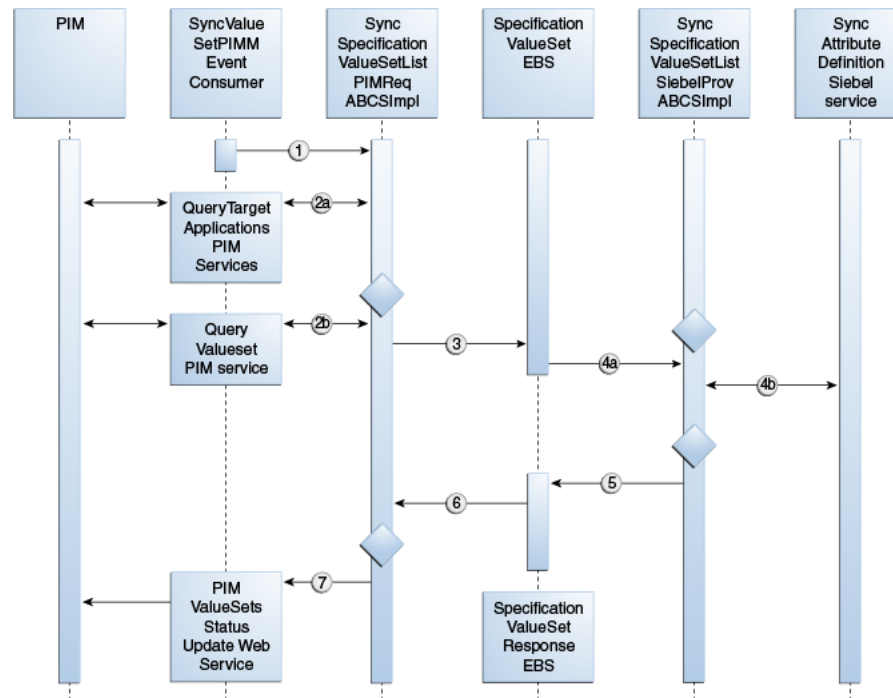 PIM
SyncValue
SetPIMM
Event
Consumer
Sync
Specification
ValueSetList
PIMReq
ABCSImpl
Specification
ValueSet
EBS
Sync
Specification
ValueSetList
SiebelProv
ABCSImpl
Sync
Attribute
Definition
Siebel
service
1
QueryTarget
Applications
PIM
Services
2a
Query
Valueset
PIM service
2b
3
4a
4b
5
6
7
PIM
ValueSets
Status
Update Web
Service
Specification
ValueSet
Response
EBS